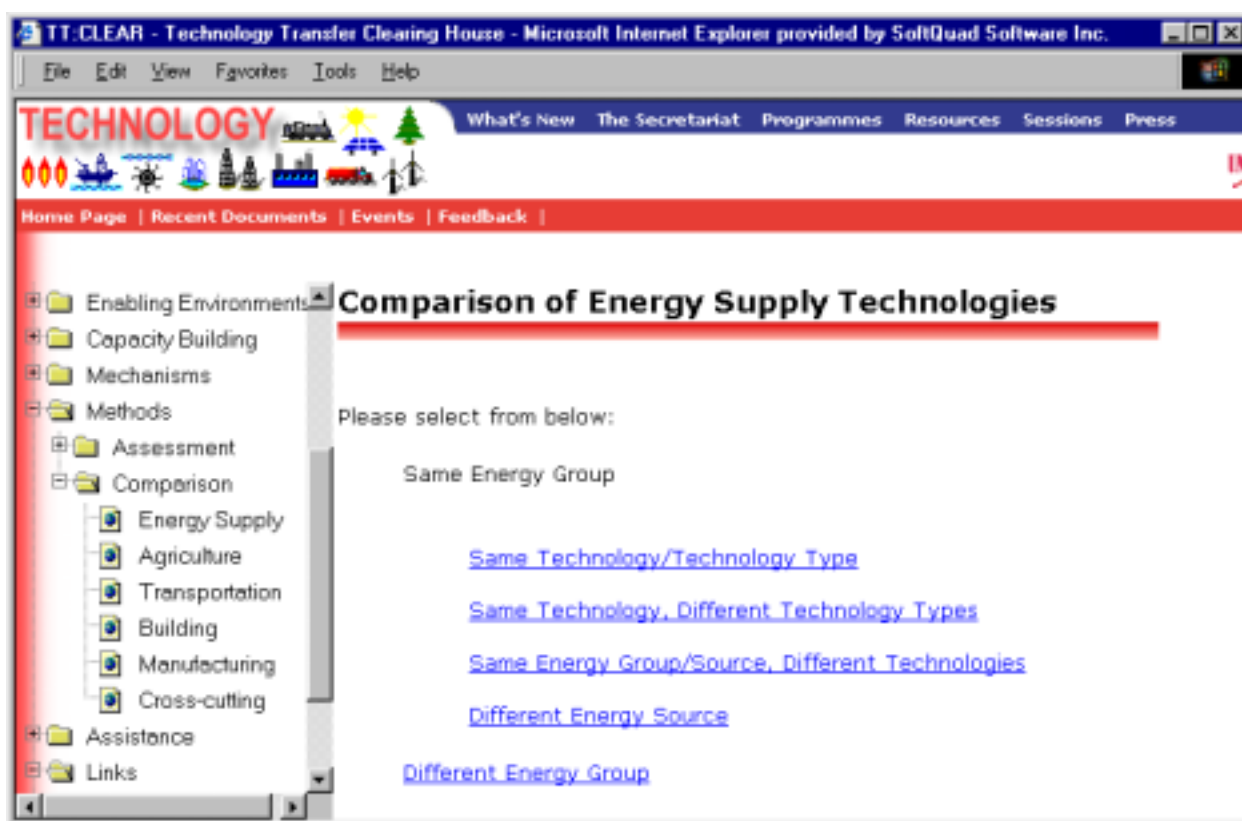 TT:CLEAR - Technology Transfer Clearing House - Microsoft Internet Explorer provided by SoftQuad Software Inc.
File Edit View Favorites Tools Help
TECHNOLOGY
What's New The Secretariat Programmes Resources Sessions Press
Home Page | Recent Documents | Events | Feedback |
Enabling Environments
Capacity Building
Mechanisms
Methods
Assessment
Comparison
Energy Supply
Agriculture
Transportation
Building
Manufacturing
Cross-cutting
Assistance
Links
Comparison of Energy Supply Technologies
Please select from below:
Same Energy Group
Same Technology/Technology Type
Same Technology, Different Technology Types
Same Energy Group/Source, Different Technologies
Different Energy Source
Different Energy Group